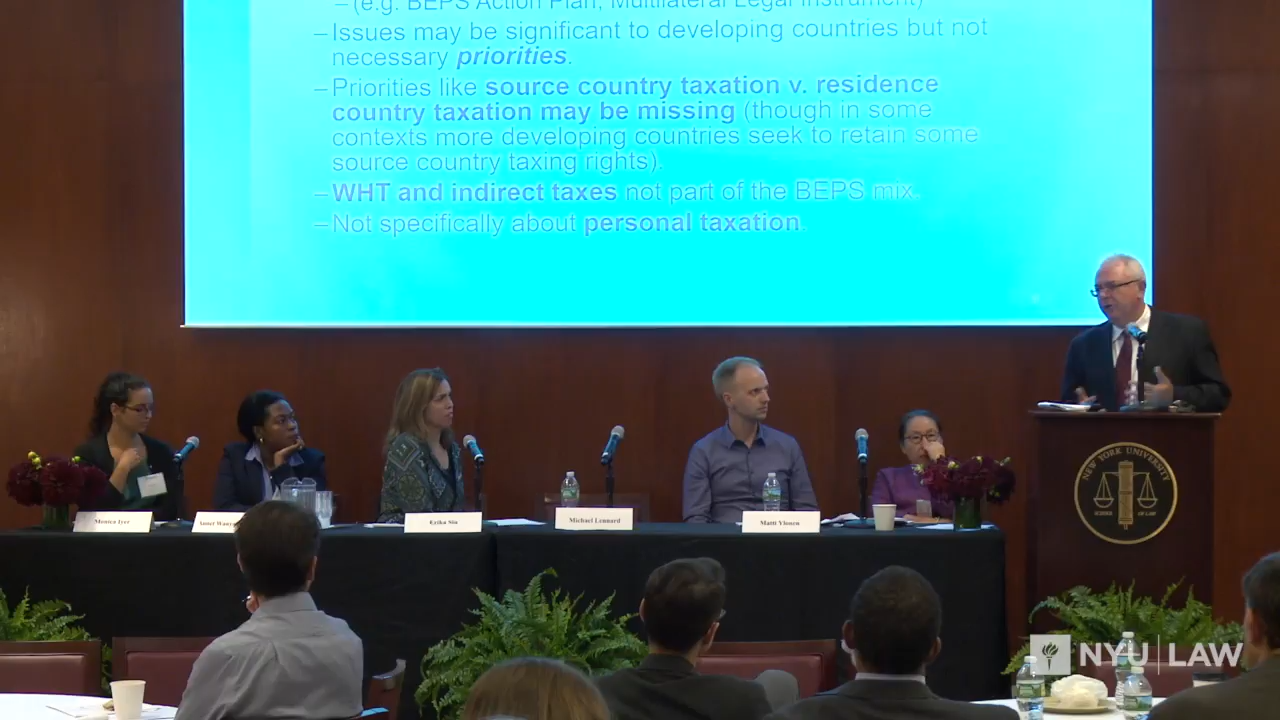 – (e.g. BEPS Action Plan, Multilateral Legal Instrument)
– Issues may be significant to developing countries but not
necessary priorities.
– Priorities like source country taxation v. residence
country taxation may be missing (though in some
contexts more developing countries seek to retain some
source country taxing rights).
– WHT and indirect taxes not part of the BEPS mix.
– Not specifically about personal taxation.
Monica Iyer
Michael Lennard
Matti Ylonen
NEW YORK UNIVERSITY
SCHOOL OF LAW
NYU | LAW